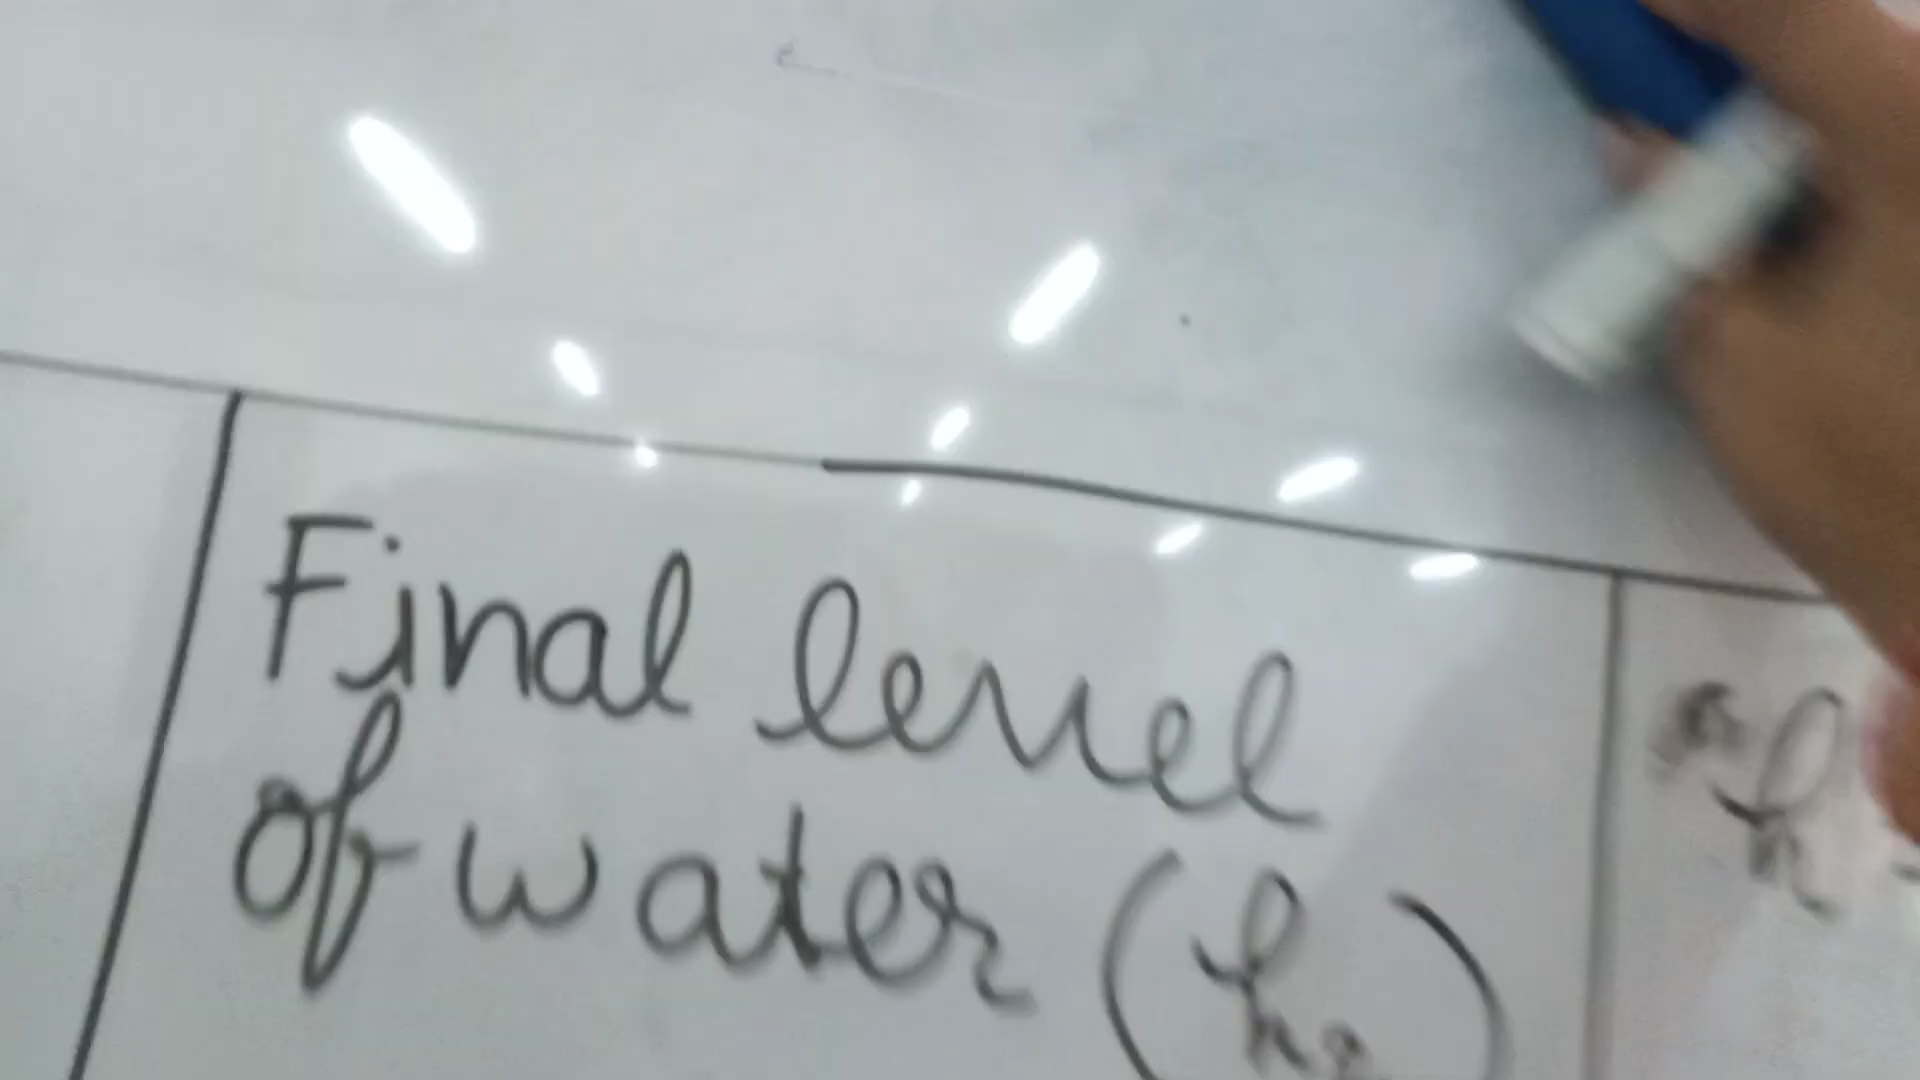 Final level
of water (h2)
h